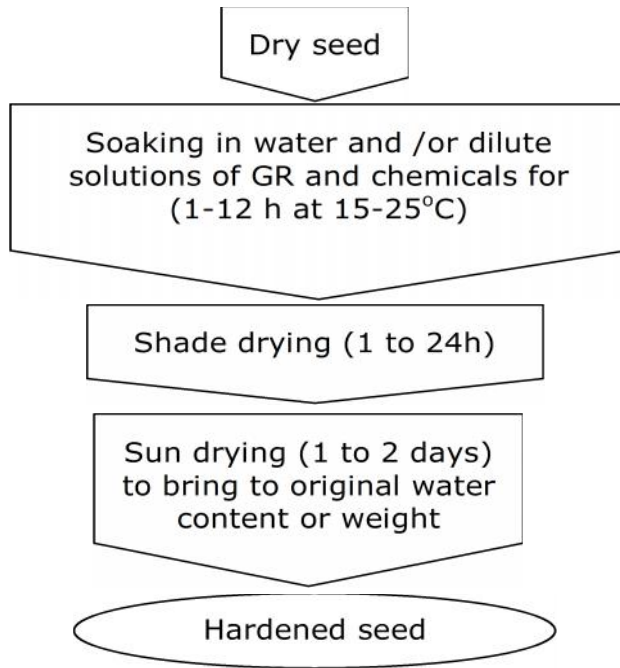 Dry seed
Soaking in water and /or dilute
solutions of GR and chemicals for
(1-12 h at 15-25°C)
Shade drying (1 to 24h)
Sun drying (1 to 2 days)
to bring to original water
content or weight
Hardened seed